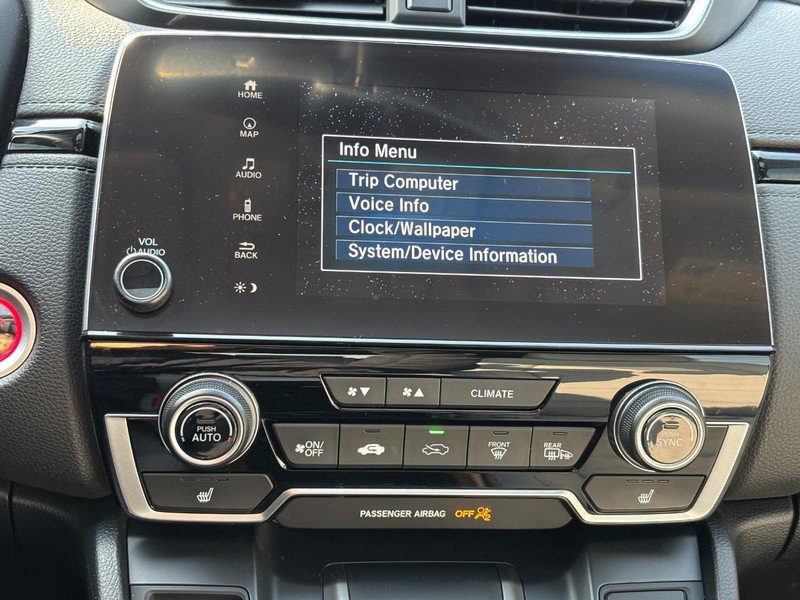 HOME
MAP
AUDIO
PHONE
BACK
VOL
AUDIO
Info Menu
Trip Computer
Voice Info
Clock/Wallpaper
System/Device Information
CLIMATE
PUSH
AUTO
ON/
OFF
FRONT
REAR
PUSH
SYNC
PASSENGER AIRBAG OFF